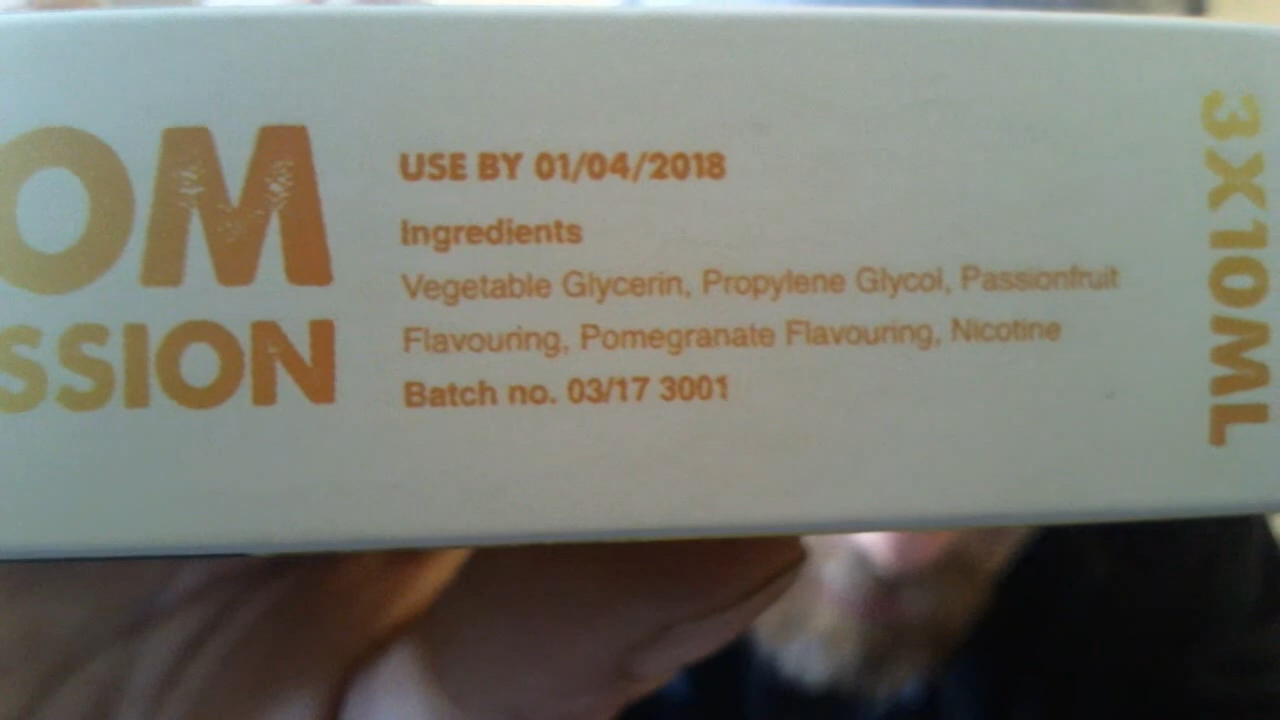 OM
SSION
USE BY 01/04/2018
Ingredients
Vegetable Glycerin, Propylene Glycol, Passionfruit
Flavouring, Pomegranate Flavouring, Nicotine
Batch no. 03/17 3001
3X10ML